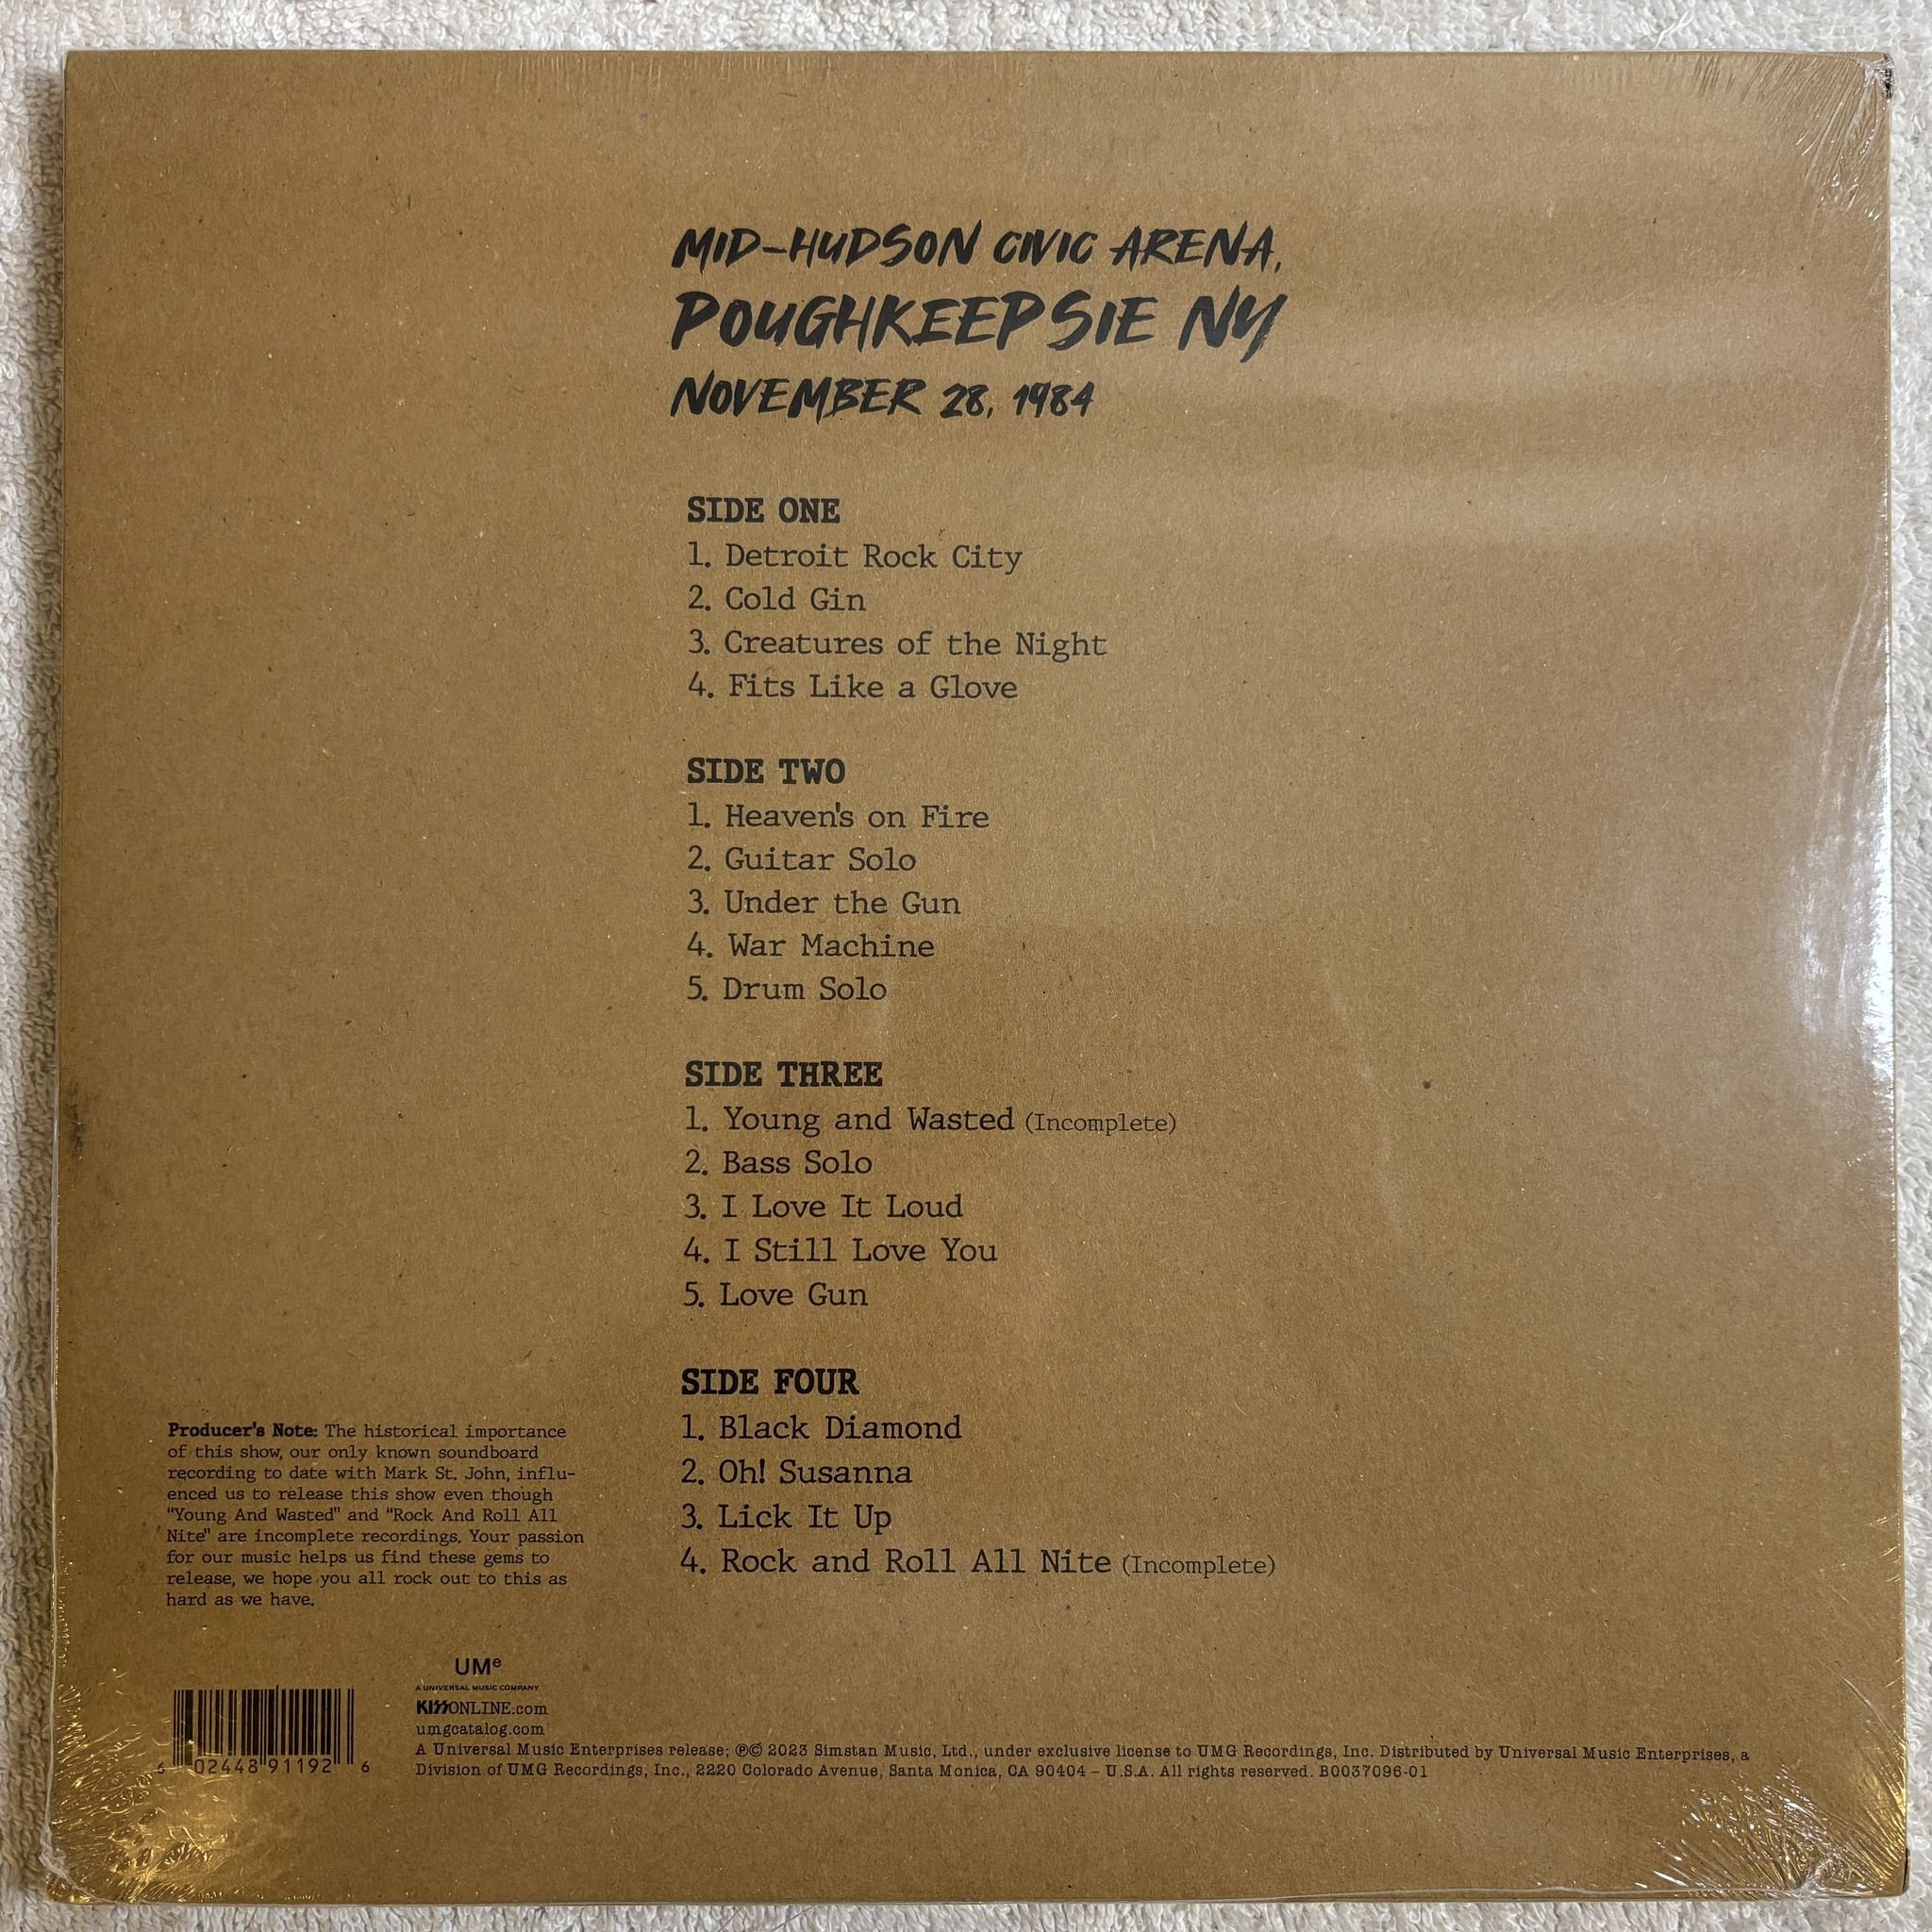 MID-HUDSON CIVIC ARENA,
POUGHKEEPSIE NY
NOVEMBER 28, 1984
SIDE ONE
1. Detroit Rock City
2. Cold Gin
3. Creatures of the Night
4. Fits Like a Glove
SIDE TWO
1. Heaven's on Fire
2. Guitar Solo
3. Under the Gun
4. War Machine
5. Drum Solo
SIDE THREE
1. Young and Wasted (Incomplete)
2. Bass Solo
3. I Love It Loud
4. I Still Love You
5. Love Gun
SIDE FOUR
1. Black Diamond
2. Oh! Susanna
3. Lick It Up
4. Rock and Roll All Nite (Incomplete)
Producer's Note: The historical importance
of this show, our only known soundboard
recording to date with Mark St. John, influ-
enced us to release this show even though
"Young And Wasted" and "Rock And Roll All
Nite" are incomplete recordings. Your passion
for our music helps us find these gems to
release, we hope you all rock out to this as
hard as we have.
UMe
A UNIVERSAL MUSIC COMPANY
KISSONLINE.com
umgcatalog.com
A Universal Music Enterprises release; ℗© 2023 Simstan Music, Ltd., under exclusive license to UMG Recordings, Inc. Distributed by Universal Music Enterprises, a
Division of UMG Recordings, Inc., 2220 Colorado Avenue, Santa Monica, CA 90404 – U.S.A. All rights reserved. B0037096-01
6 02448 91192 6